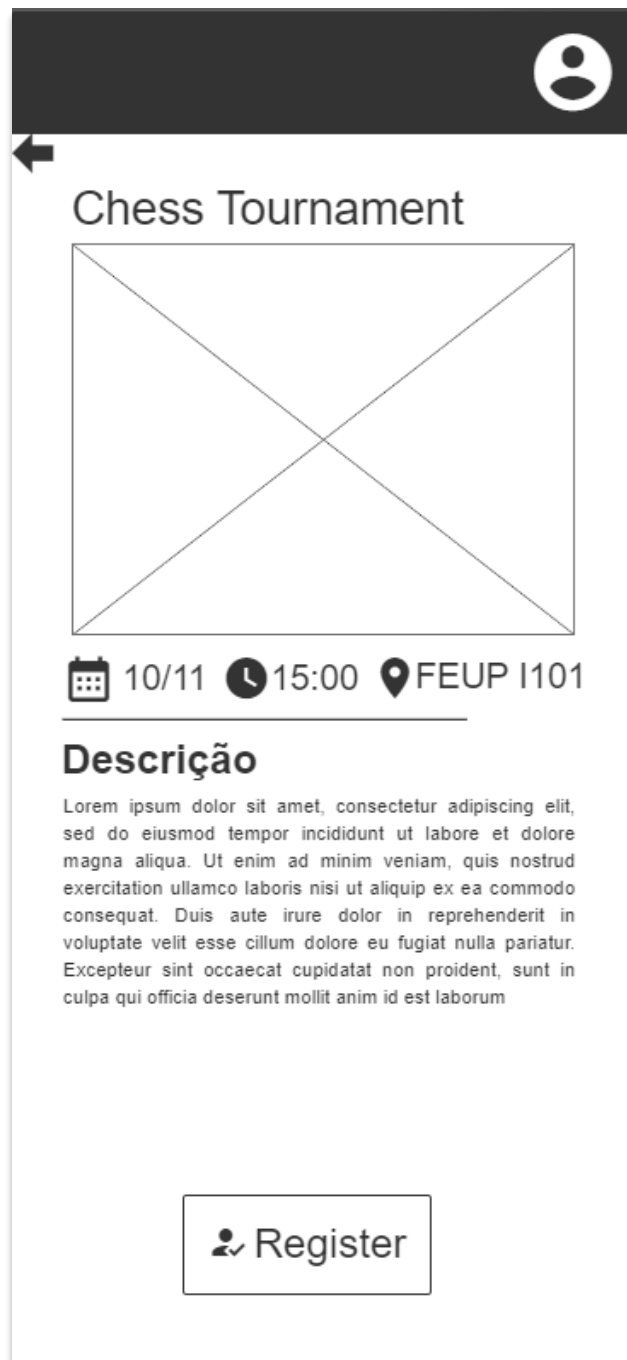 Chess Tournament
10/11 15:00 FEUP I101
Descrição
Lorem ipsum dolor sit amet, consectetur adipiscing elit,
sed do eiusmod tempor incididunt ut labore et dolore
magna aliqua. Ut enim ad minim veniam, quis nostrud
exercitation ullamco laboris nisi ut aliquip ex ea commodo
consequat. Duis aute irure dolor in reprehenderit in
voluptate velit esse cillum dolore eu fugiat nulla pariatur.
Excepteur sint occaecat cupidatat non proident, sunt in
culpa qui officia deserunt mollit anim id est laborum
Register